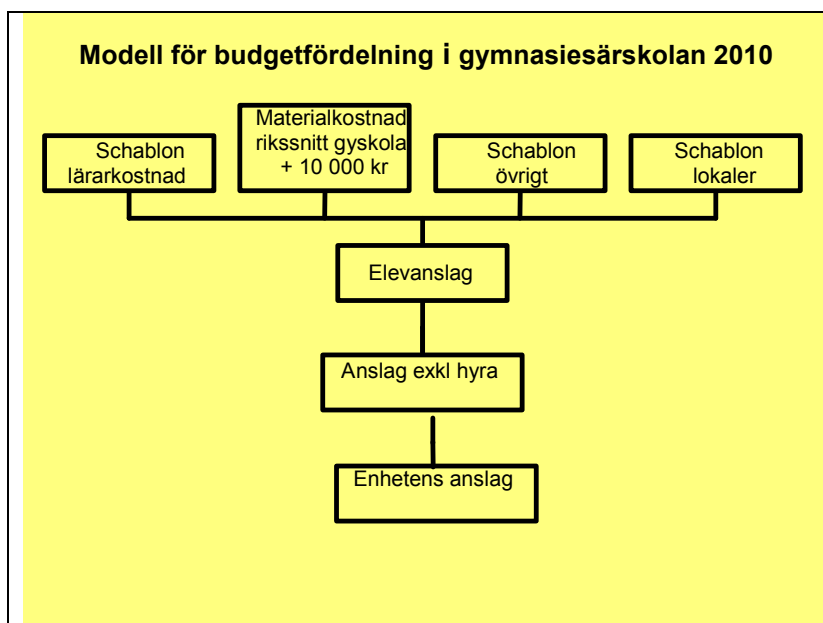 Modell för budgetfördelning i gymnasiesärskolan 2010
Schablon
lärarkostnad
Materialkostnad
rikssnitt gyskola
+ 10 000 kr
Schablon
övrigt
Schablon
lokaler
Elevanslag
Anslag exkl hyra
Enhetens anslag